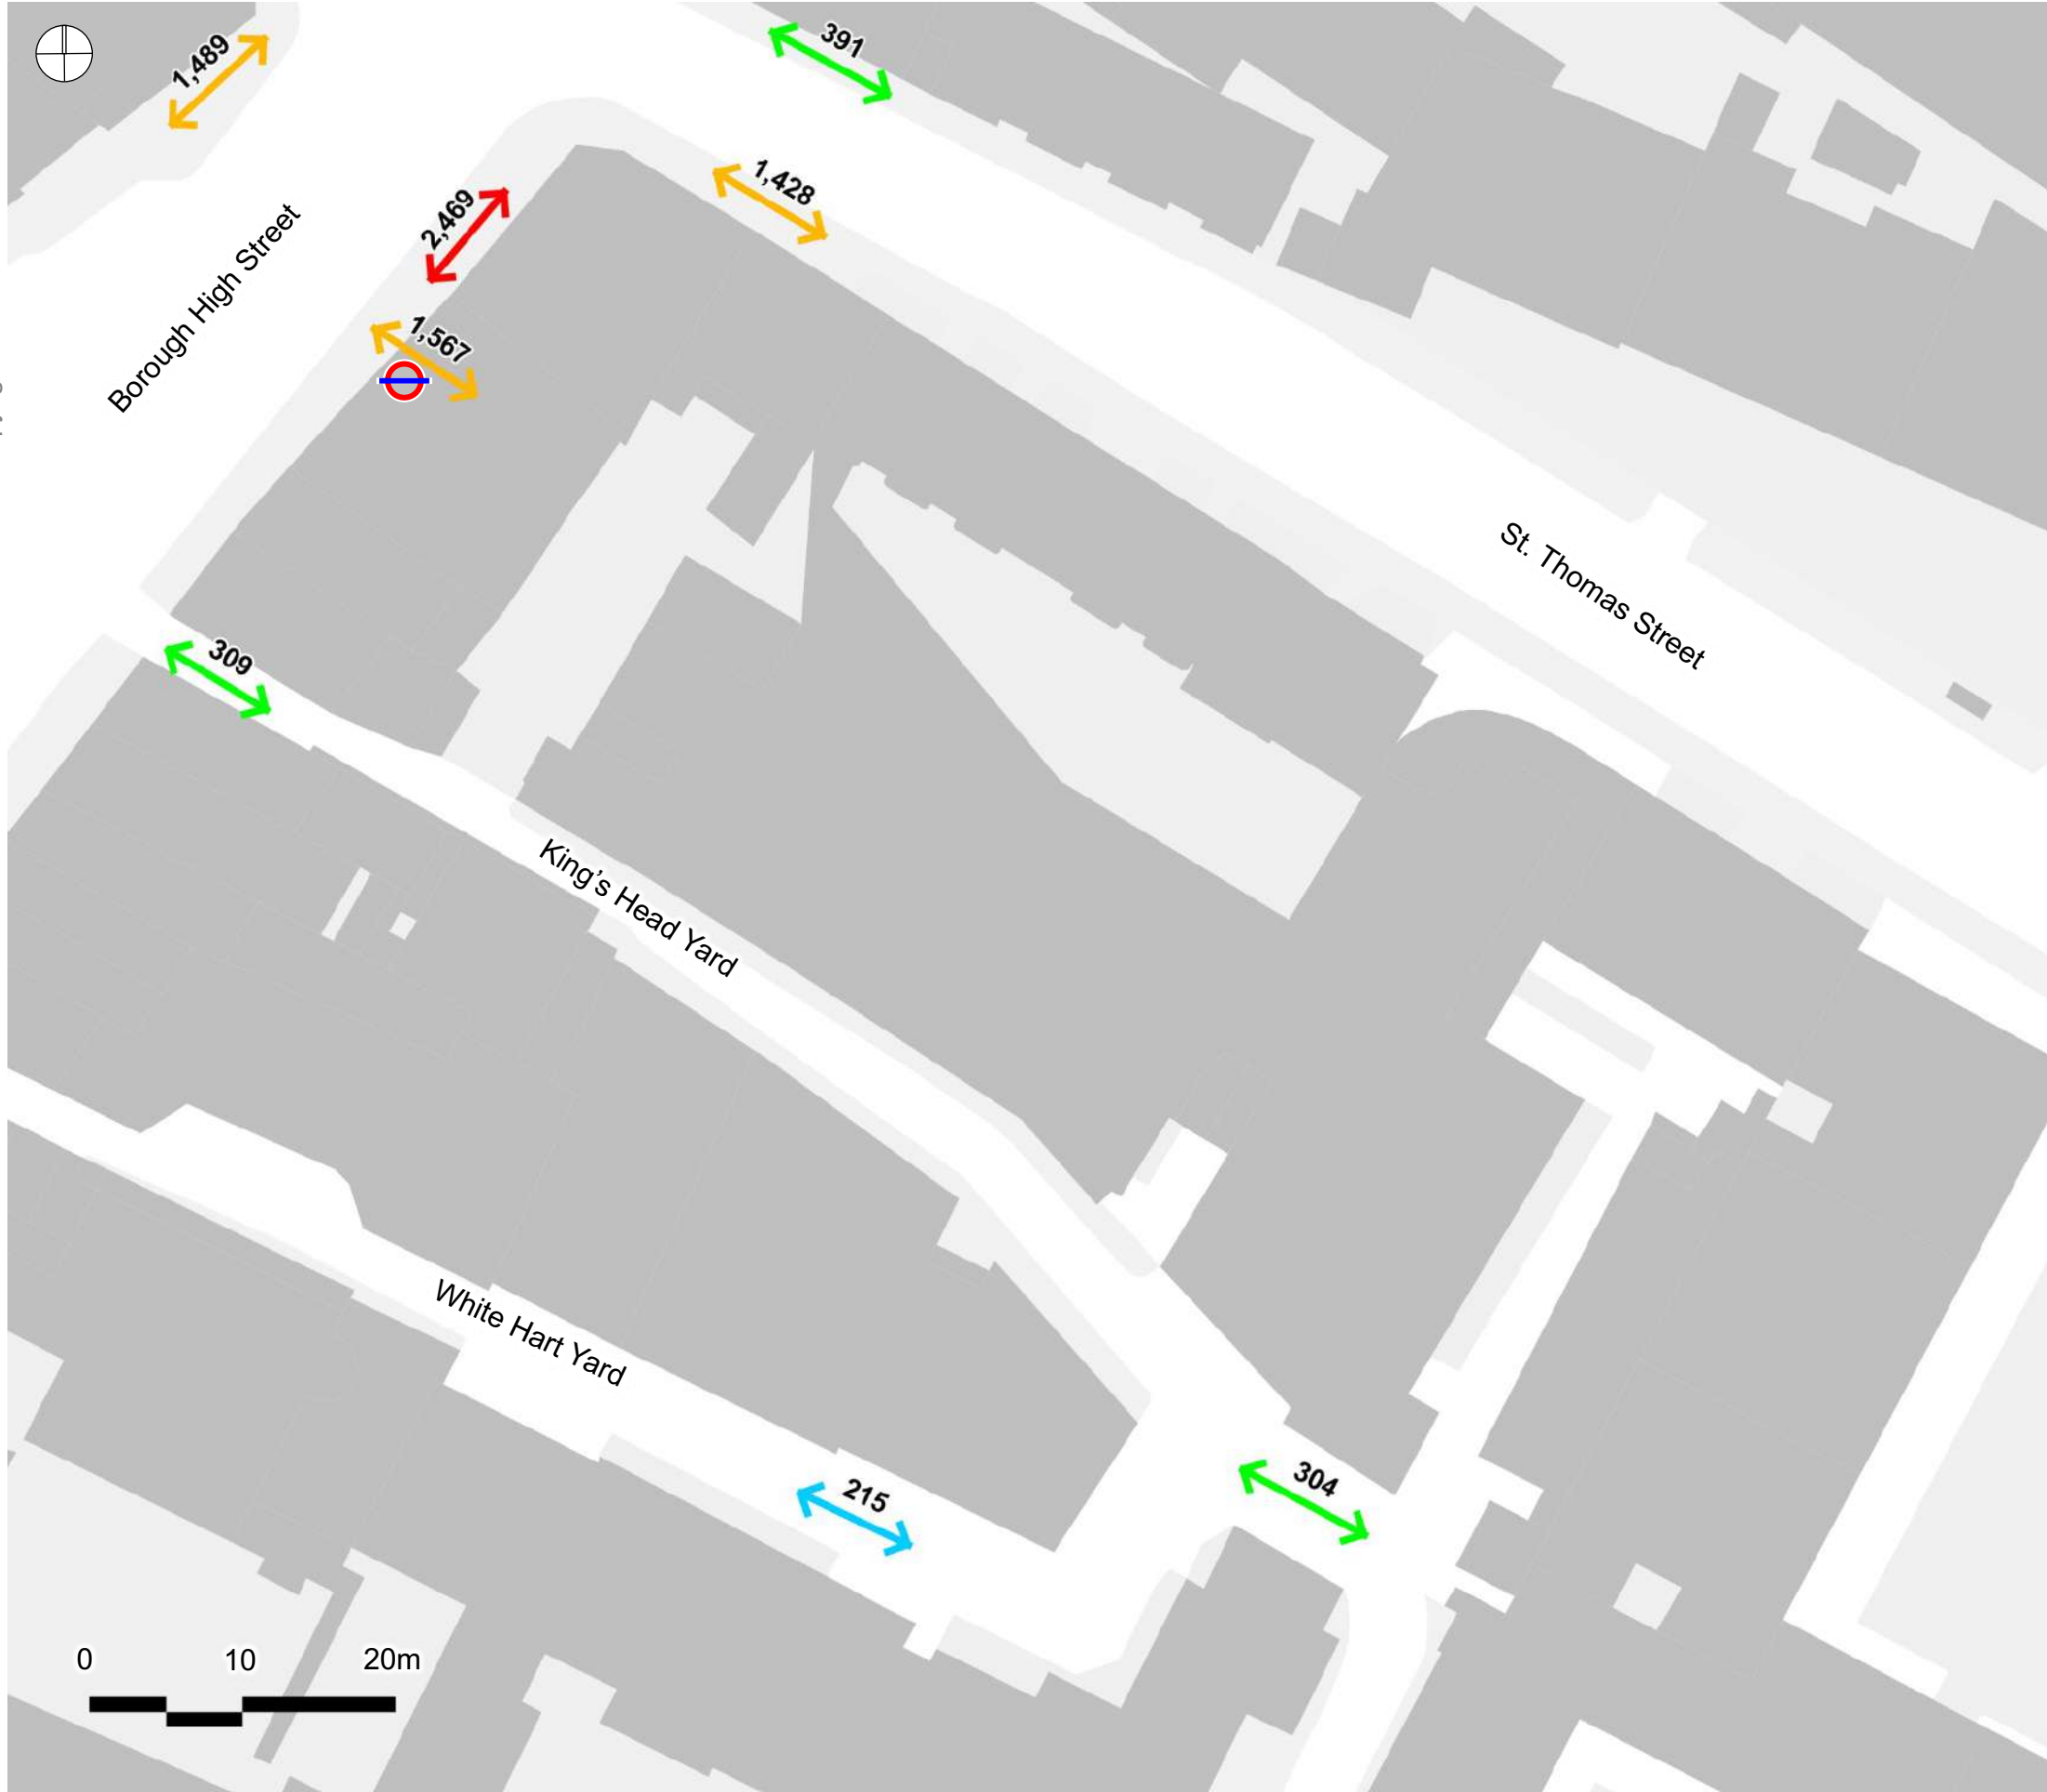 391
1,489
1,428
2,469
Borough High Street
1,567
St. Thomas Street
309
King's Head Yard
White Hart Yard
304
215
0 10 20m